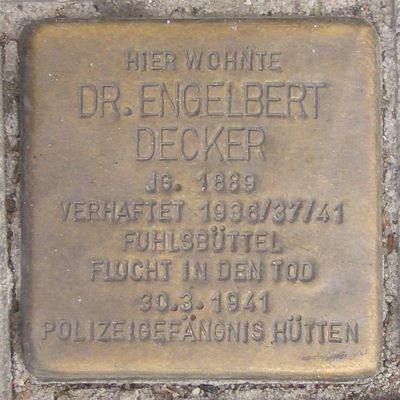 HIER WOHNTE
DR. ENGELBERT
DECKER
JG. 1889
VERHAFTET 1936/37/41
FUHLSBÜTTEL
FLUCHT IN DEN TOD
30.3.1941
POLIZEIGEFÄNGNIS HÜTTEN